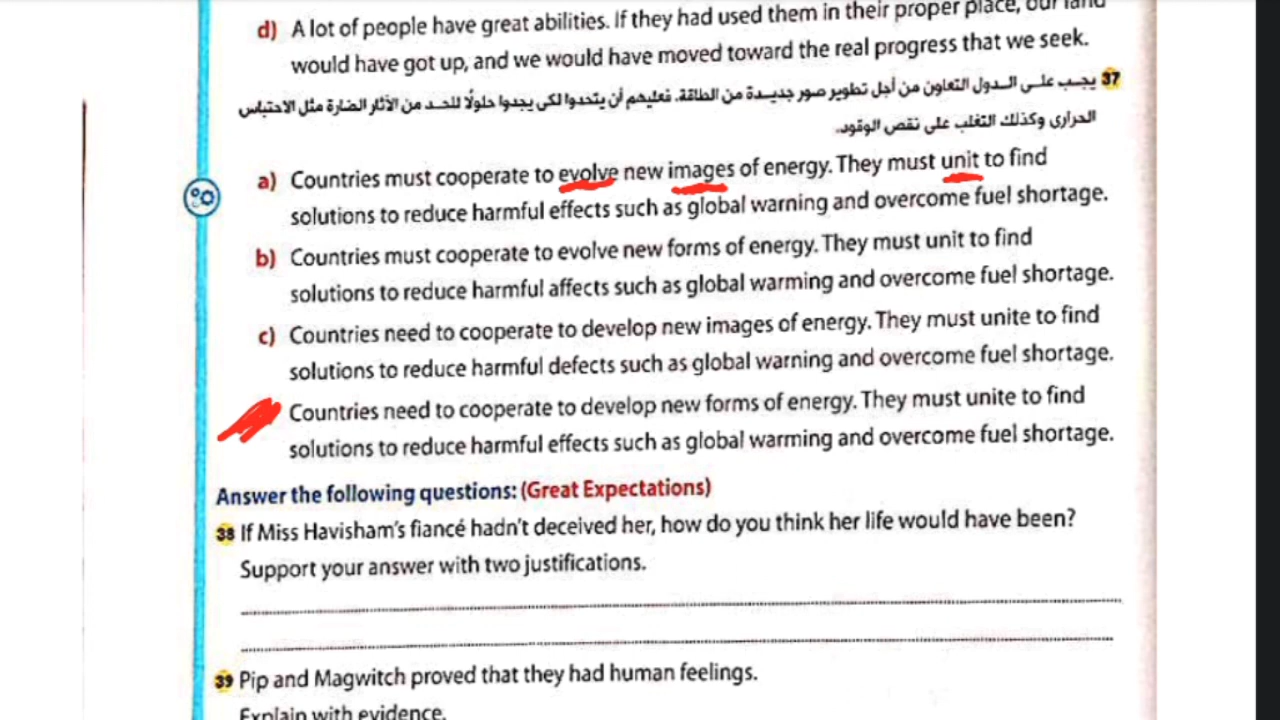 d) A lot of people have great abilities. If they had used them in their proper place, our land
would have got up, and we would have moved toward the real progress that we seek.
37 يجب على الدول التعاون من أجل تطوير صور جديدة من الطاقة. فعليهم أن يتحدوا لكى يجدوا حلولًا للحد من الآثار الضارة مثل الاحتباس
الحرارى وكذلك التغلب على نقص الوقود.
a) Countries must cooperate to evolve new images of energy. They must unit to find
solutions to reduce harmful effects such as global warning and overcome fuel shortage.
b) Countries must cooperate to evolve new forms of energy. They must unit to find
solutions to reduce harmful affects such as global warming and overcome fuel shortage.
c) Countries need to cooperate to develop new images of energy. They must unite to find
solutions to reduce harmful defects such as global warning and overcome fuel shortage.
Countries need to cooperate to develop new forms of energy. They must unite to find
solutions to reduce harmful effects such as global warming and overcome fuel shortage.
Answer the following questions: (Great Expectations)
38 If Miss Havisham's fiancé hadn't deceived her, how do you think her life would have been?
Support your answer with two justifications.
39 Pip and Magwitch proved that they had human feelings.
Explain with evidence.